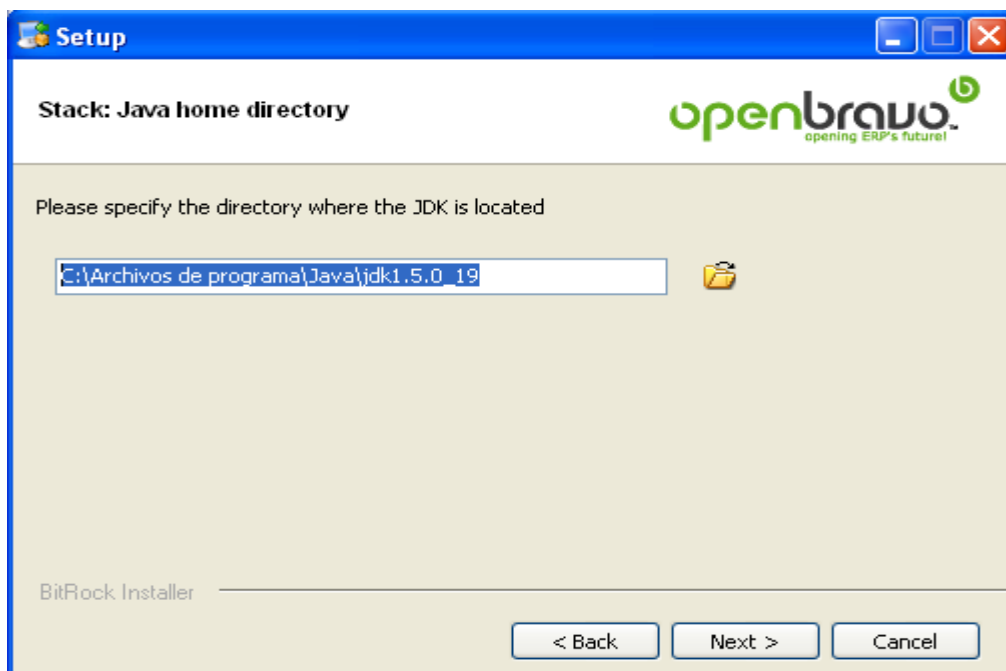 Setup
Stack: Java home directory
openbravo™
opening ERP's future!
Please specify the directory where the JDK is located
C:\Archivos de programa\Java\jdk1.5.0_19
BitRock Installer
< Back
Next >
Cancel